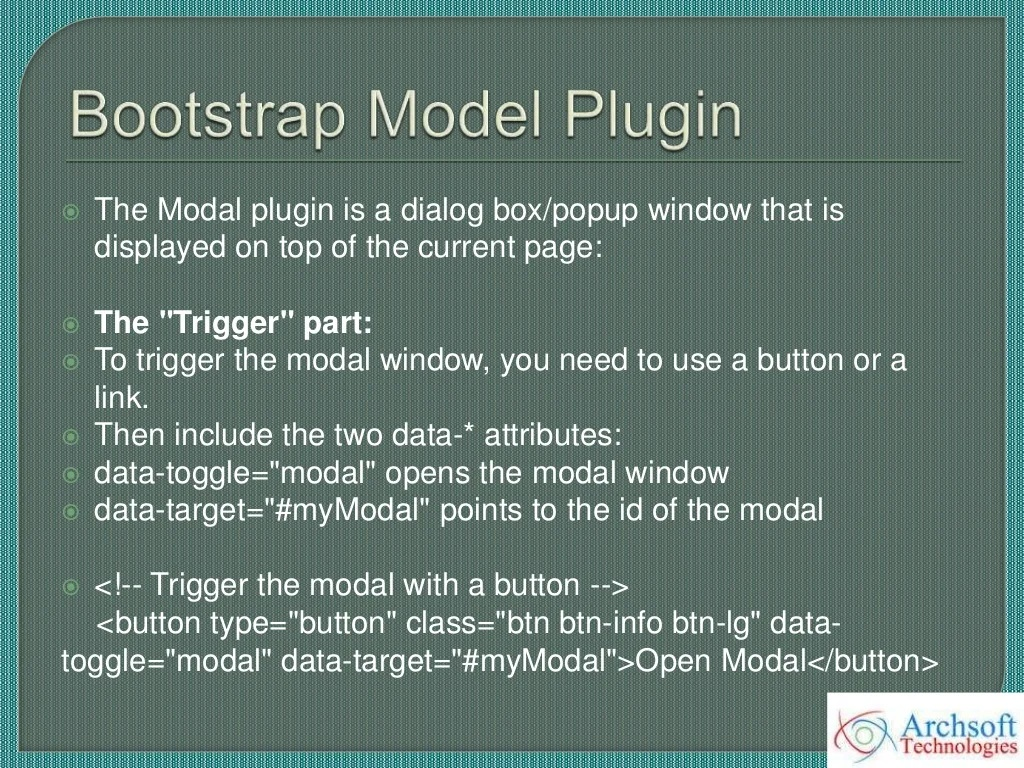 Bootstrap Model Plugin
The Modal plugin is a dialog box/popup window that is
displayed on top of the current page:
The "Trigger" part:
To trigger the modal window, you need to use a button or a
link.
Then include the two data-* attributes:
data-toggle="modal" opens the modal window
data-target="#myModal" points to the id of the modal
<!-- Trigger the modal with a button -->
<button type="button" class="btn btn-info btn-lg" data-
toggle="modal" data-target="#myModal">Open Modal</button>
Archsoft
Technologies